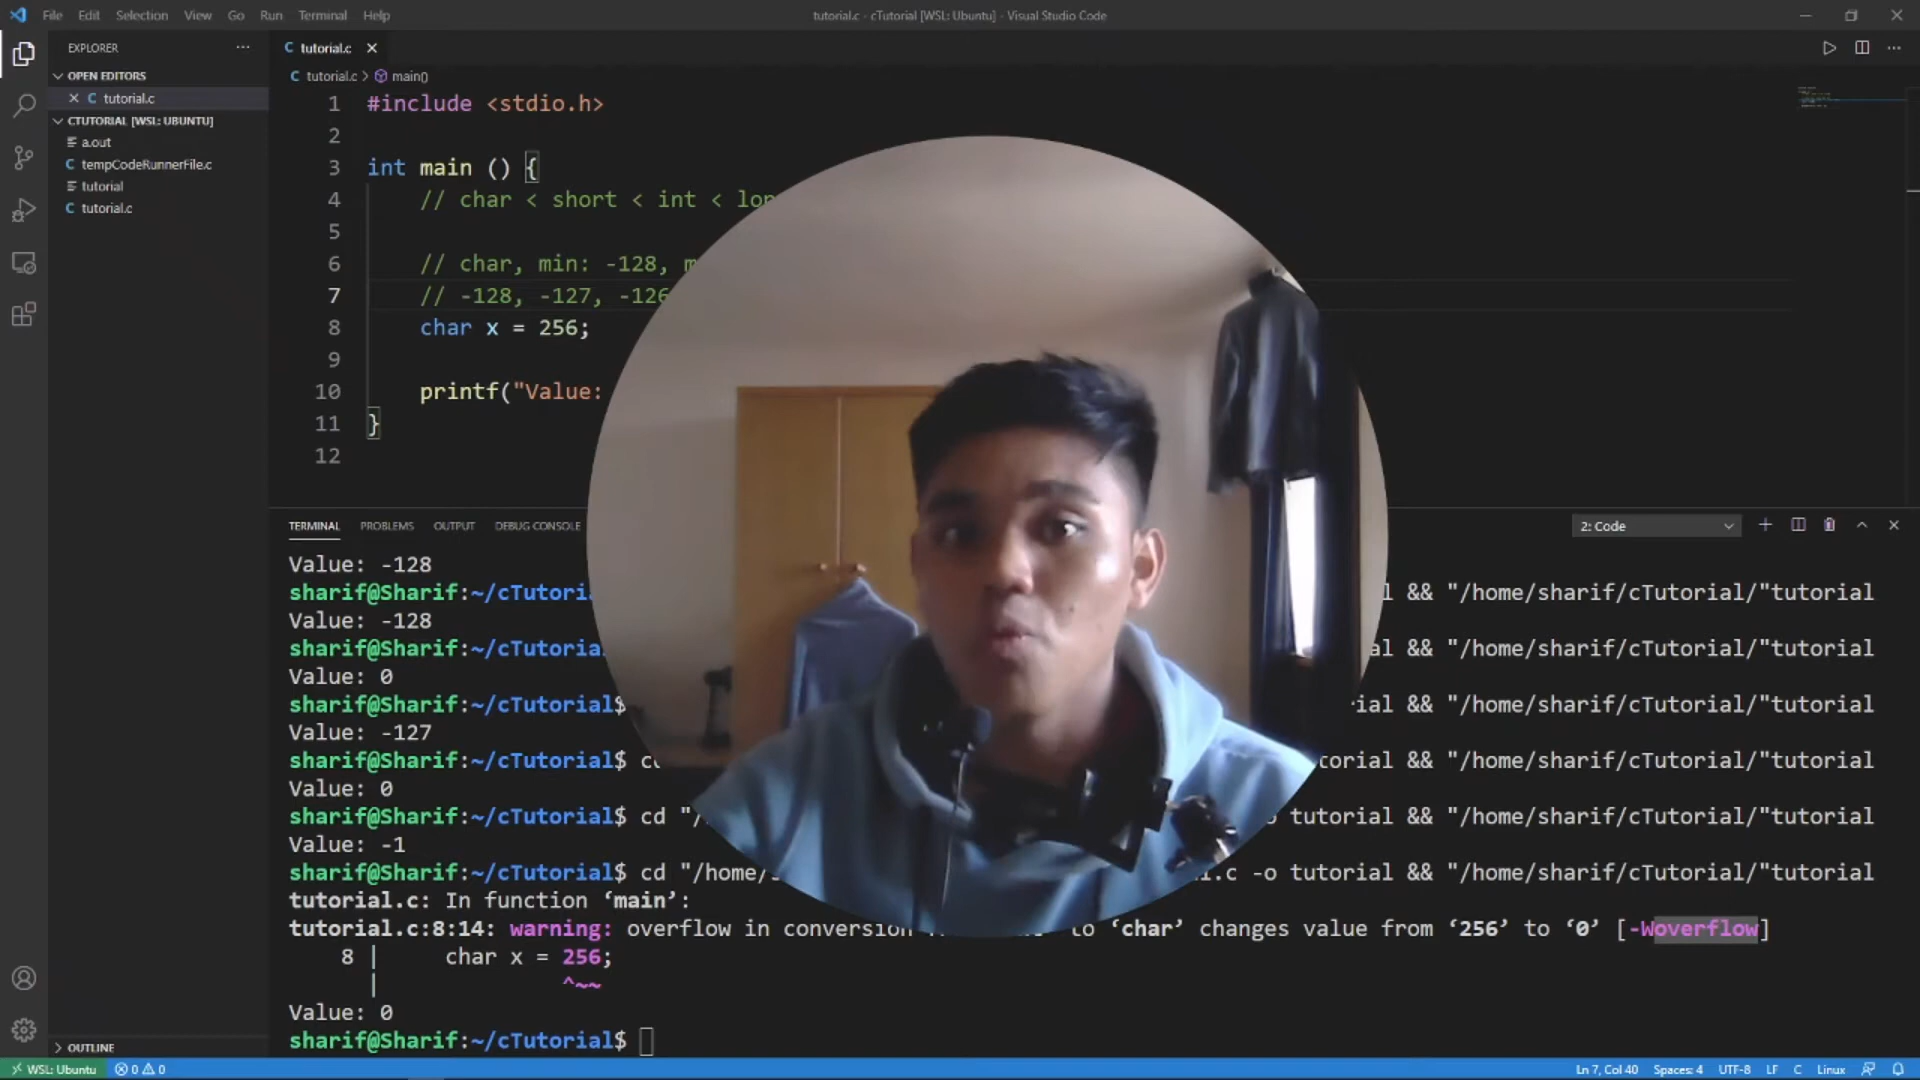 File Edit Selection View Go Run Terminal Help
tutorial.c - cTutorial [WSL: Ubuntu] - Visual Studio Code
EXPLORER
OPEN EDITORS
C tutorial.c
CTUTORIAL [WSL: UBUNTU]
a.out
C tempCodeRunnerFile.c
tutorial
C tutorial.c
OUTLINE
C tutorial.c
C tutorial.c > main()
1 #include <stdio.h>
2
3 int main () {
4 // char < short < int <
5
6 // char, min: -128,
7 // -128, -127, -126
8 char x = 256;
9
10 printf("Value:
11 }
12
TERMINAL PROBLEMS OUTPUT DEBUG CONSOLE 2: Code
Value: -128
sharif@Sharif:~/cTutorial && "/home/sharif/cTutorial/"tutorial
Value: -128
sharif@Sharif:~/cTutorial && "/home/sharif/cTutorial/"tutorial
Value: 0
sharif@Sharif:~/cTutorial$ && "/home/sharif/cTutorial/"tutorial
Value: -127
sharif@Sharif:~/cTutorial$ && "/home/sharif/cTutorial/"tutorial
Value: 0
sharif@Sharif:~/cTutorial$ cd "/ tutorial && "/home/sharif/cTutorial/"tutorial
Value: -1
sharif@Sharif:~/cTutorial$ cd "/home/ -o tutorial && "/home/sharif/cTutorial/"tutorial
tutorial.c: In function ‘main’:
tutorial.c:8:14: warning: overflow in conversion to ‘char’ changes value from ‘256’ to ‘0’ [-Woverflow]
8 | char x = 256;
| ^~~
Value: 0
sharif@Sharif:~/cTutorial$
WSL: Ubuntu 0 0 Ln 7, Col 40 Spaces: 4 UTF-8 LF C Linux